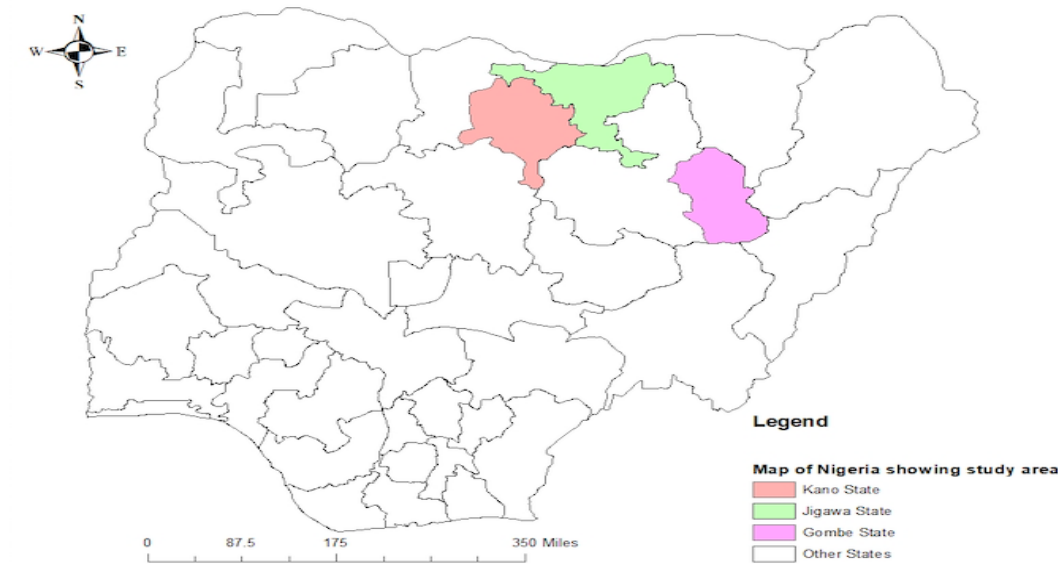 N
W E
S
Legend
Map of Nigeria showing study area
Kano State
Jigawa State
Gombe State
Other States
0 87.5 175 350 Miles